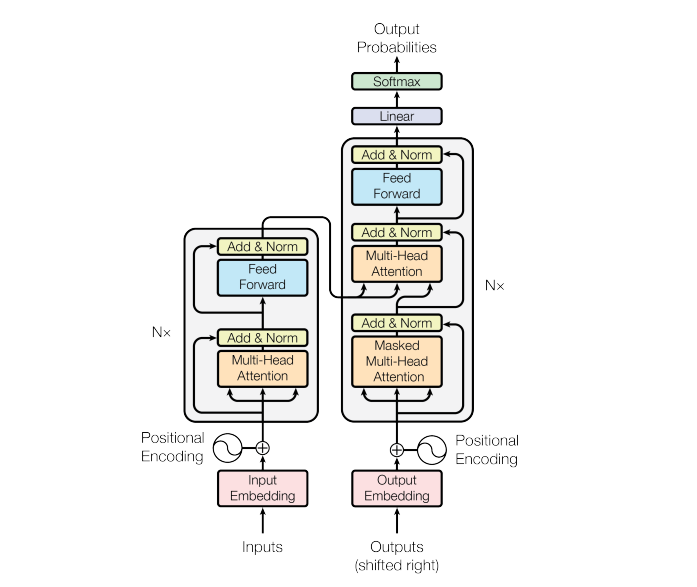 Output
Probabilities
Softmax
Linear
Add & Norm
Feed
Forward
Add & Norm
Multi-Head
Attention
Add & Norm
Masked
Multi-Head
Attention
N×
Add & Norm
Feed
Forward
Add & Norm
Multi-Head
Attention
N×
Positional
Encoding
Positional
Encoding
Input
Embedding
Output
Embedding
Inputs
Outputs
(shifted right)